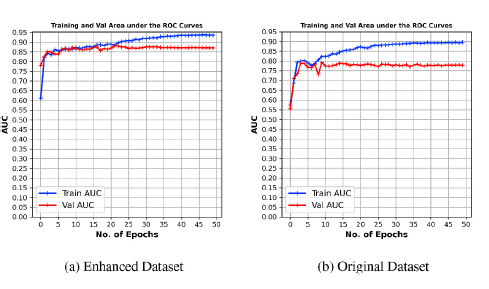 Training and Val Area under the ROC Curves
AUC
0.95
0.90
0.85
0.80
0.75
0.70
0.65
0.60
0.55
0.50
0.45
0.40
0.35
0.30
0.25
0.20
0.15
0.10
0.05
0.00
Train AUC
Val AUC
0 5 10 15 20 25 30 35 40 45 50
No. of Epochs
(a) Enhanced Dataset
Training and Val Area under the ROC Curves
AUC
0.95
0.90
0.85
0.80
0.75
0.70
0.65
0.60
0.55
0.50
0.45
0.40
0.35
0.30
0.25
0.20
0.15
0.10
0.05
0.00
Train AUC
Val AUC
0 5 10 15 20 25 30 35 40 45 50
No. of Epochs
(b) Original Dataset